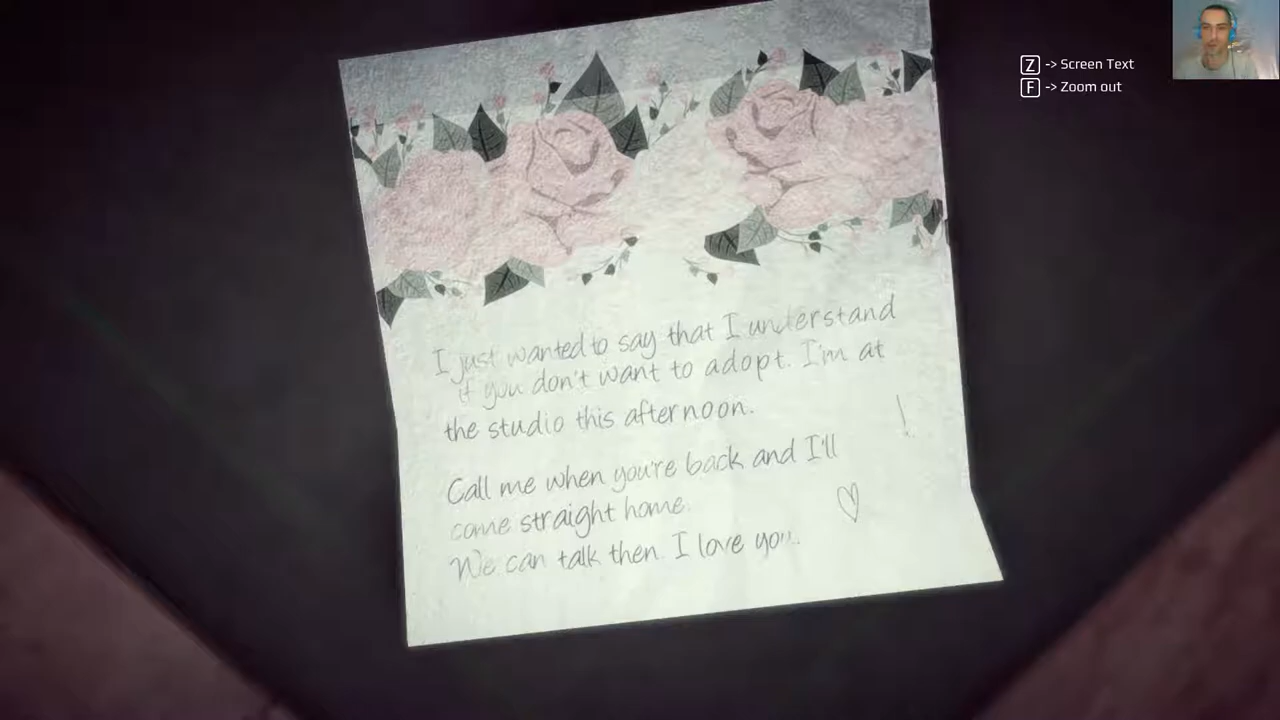 Z -> Screen Text
F -> Zoom out
I just wanted to say that I understand
if you don't want to adopt. I'm at
the studio this afternoon.
Call me when you're back and I'll
come straight home.
We can talk then. I love you.